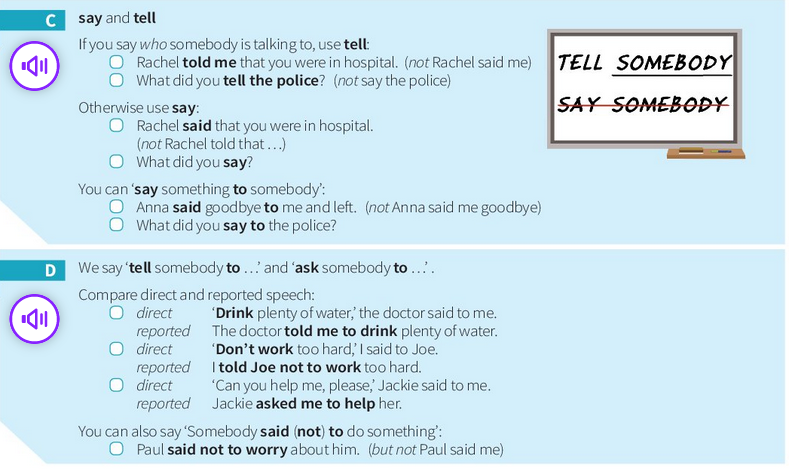 C say and tell
If you say who somebody is talking to, use tell:
Rachel told me that you were in hospital. (not Rachel said me)
What did you tell the police? (not say the police)
Otherwise use say:
Rachel said that you were in hospital.
(not Rachel told that …)
What did you say?
You can ‘say something to somebody’:
Anna said goodbye to me and left. (not Anna said me goodbye)
What did you say to the police?
TELL SOMEBODY
SAY SOMEBODY
D We say ‘tell somebody to …’ and ‘ask somebody to …’ .
Compare direct and reported speech:
direct ‘Drink plenty of water,’ the doctor said to me.
reported The doctor told me to drink plenty of water.
direct ‘Don’t work too hard,’ I said to Joe.
reported I told Joe not to work too hard.
direct ‘Can you help me, please,’ Jackie said to me.
reported Jackie asked me to help her.
You can also say ‘Somebody said (not) to do something’:
Paul said not to worry about him. (but not Paul said me)